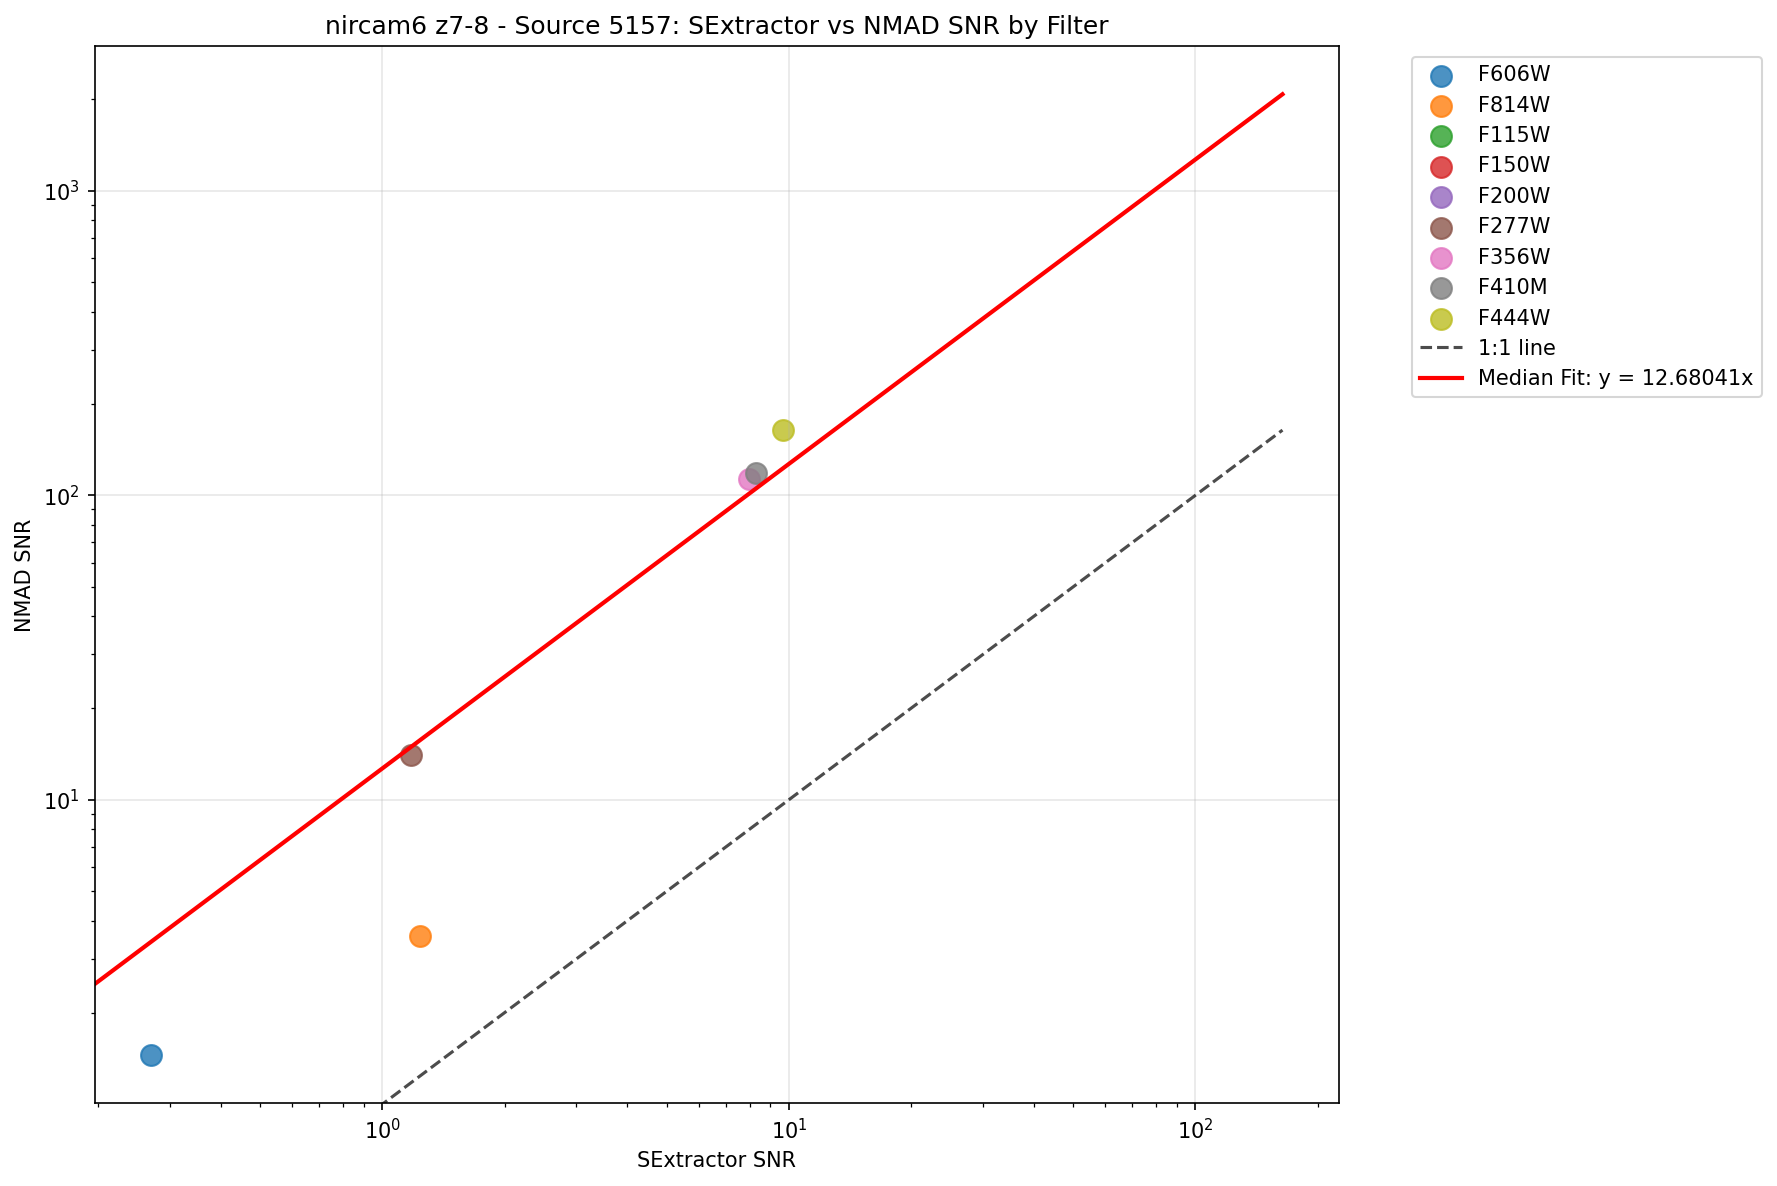 nircam6 z7-8 - Source 5157: SExtractor vs NMAD SNR by Filter
F606W
F814W
F115W
F150W
F200W
F277W
F356W
F410M
F444W
1:1 line
Median Fit: y = 12.68041x
NMAD SNR
10³
10²
10¹
10⁰ 10¹ 10²
SExtractor SNR